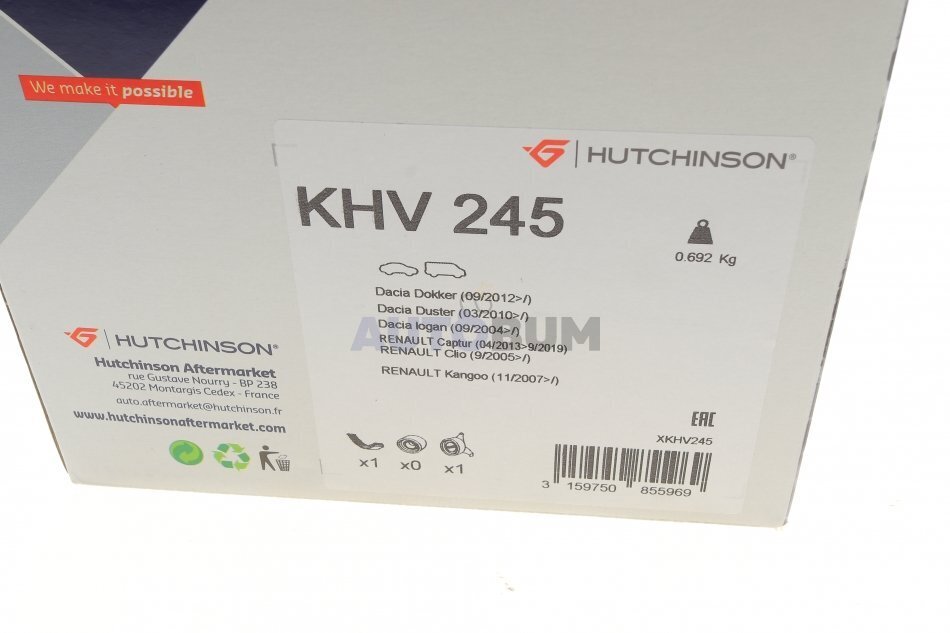 We make it possible
HUTCHINSON®
KHV 245
0.692 Kg
Dacia Dokker (09/2012>/)
Dacia Duster (03/2010>/)
Dacia logan (09/2004>/)
RENAULT Captur (04/2013>9/2019)
RENAULT Clio (9/2005>/)
RENAULT Kangoo (11/2007>/)
AUTORUM
HUTCHINSON®
Hutchinson Aftermarket
rue Gustave Nourry - BP 238
45202 Montargis Cedex - France
auto.aftermarket@hutchinson.fr
www.hutchinsonaftermarket.com
x1 x0 x1
EAC
XKHV245
3 159750 855969